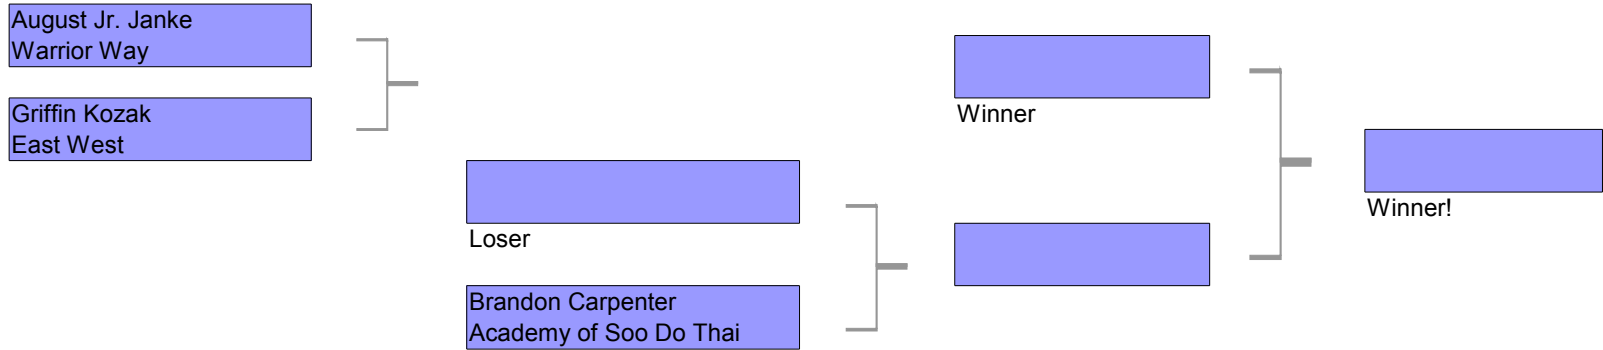 August Jr. Janke
Warrior Way
Griffin Kozak
East West
Loser
Brandon Carpenter
Academy of Soo Do Thai
Winner
Winner!